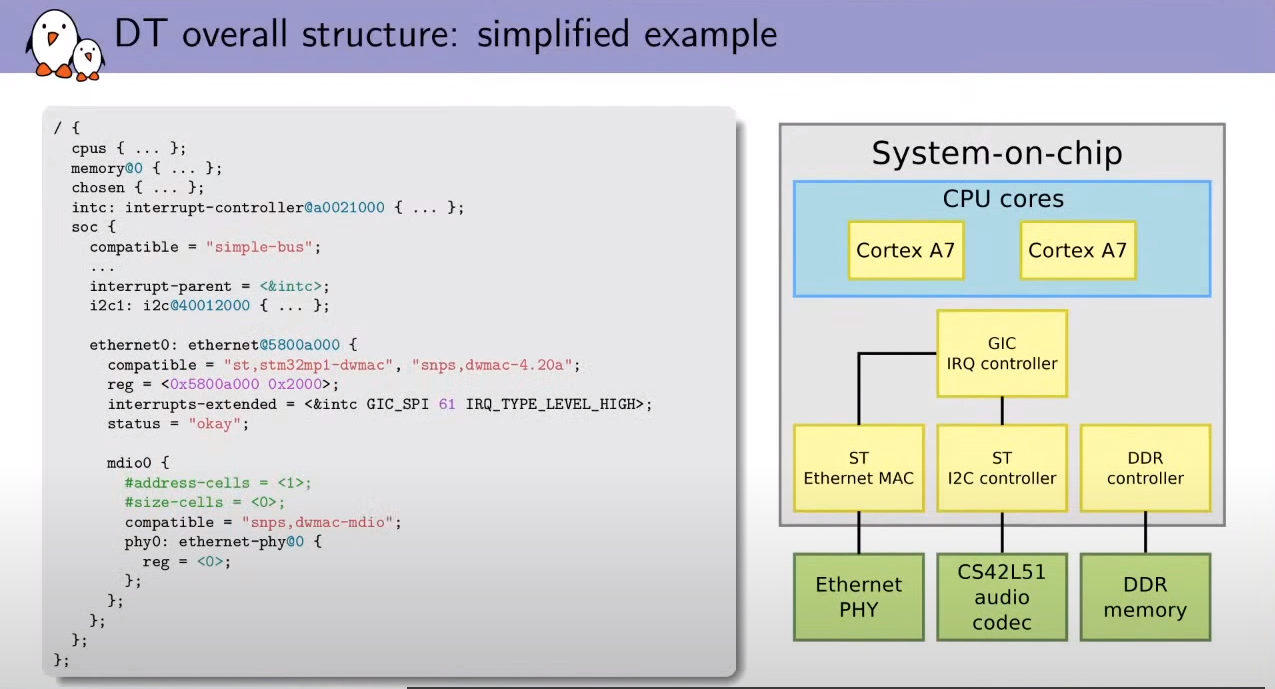 DT overall structure: simplified example
/ {
  cpus { ... };
  memory@0 { ... };
  chosen { ... };
  intc: interrupt-controller@a0021000 { ... };
  soc {
    compatible = "simple-bus";
    ...
    interrupt-parent = <&intc>;
    i2c1: i2c@40012000 { ... };

    ethernet0: ethernet@5800a000 {
      compatible = "st,stm32mp1-dwmac", "snps,dwmac-4.20a";
      reg = <0x5800a000 0x2000>;
      interrupts-extended = <&intc GIC_SPI 61 IRQ_TYPE_LEVEL_HIGH>;
      status = "okay";

      mdio0 {
        #address-cells = <1>;
        #size-cells = <0>;
        compatible = "snps,dwmac-mdio";
        phy0: ethernet-phy@0 {
          reg = <0>;
        };
      };
    };
  };
};
System-on-chip
CPU cores
Cortex A7
Cortex A7
GIC
IRQ controller
ST
Ethernet MAC
ST
I2C controller
DDR
controller
Ethernet
PHY
CS42L51
audio
codec
DDR
memory